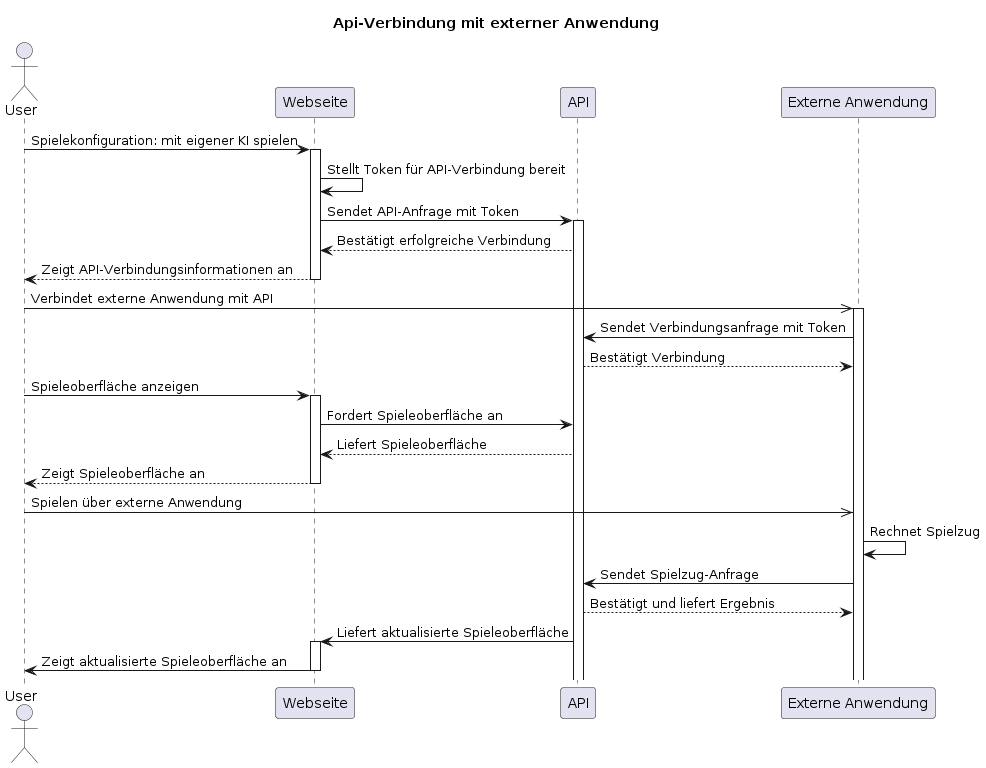 Api-Verbindung mit externer Anwendung
User
Webseite
API
Externe Anwendung
Spielekonfiguration: mit eigener KI spielen
Stellt Token für API-Verbindung bereit
Sendet API-Anfrage mit Token
Bestätigt erfolgreiche Verbindung
Zeigt API-Verbindungsinformationen an
Verbindet externe Anwendung mit API
Sendet Verbindungsanfrage mit Token
Bestätigt Verbindung
Spieleoberfläche anzeigen
Fordert Spieleoberfläche an
Liefert Spieleoberfläche
Zeigt Spieleoberfläche an
Spielen über externe Anwendung
Rechnet Spielzug
Sendet Spielzug-Anfrage
Bestätigt und liefert Ergebnis
Liefert aktualisierte Spieleoberfläche
Zeigt aktualisierte Spieleoberfläche an
User
Webseite
API
Externe Anwendung